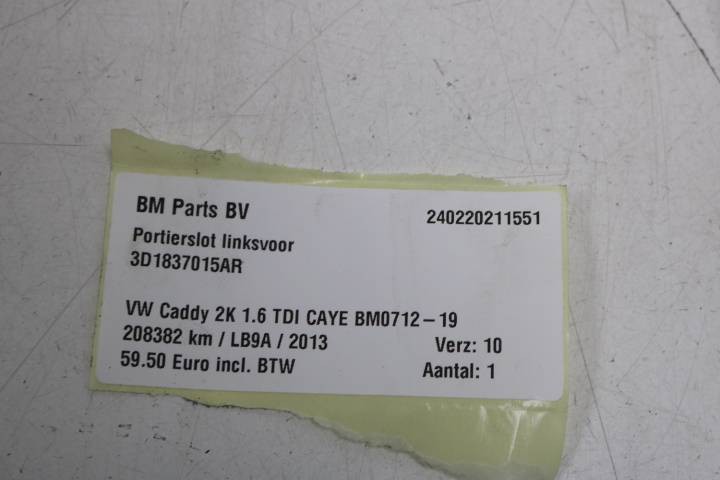 BM Parts BV 240220211551
Portierslot linksvoor
3D1837015AR
VW Caddy 2K 1.6 TDI CAYE BM0712-19
208382 km / LB9A / 2013 Verz: 10
59.50 Euro incl. BTW Aantal: 1